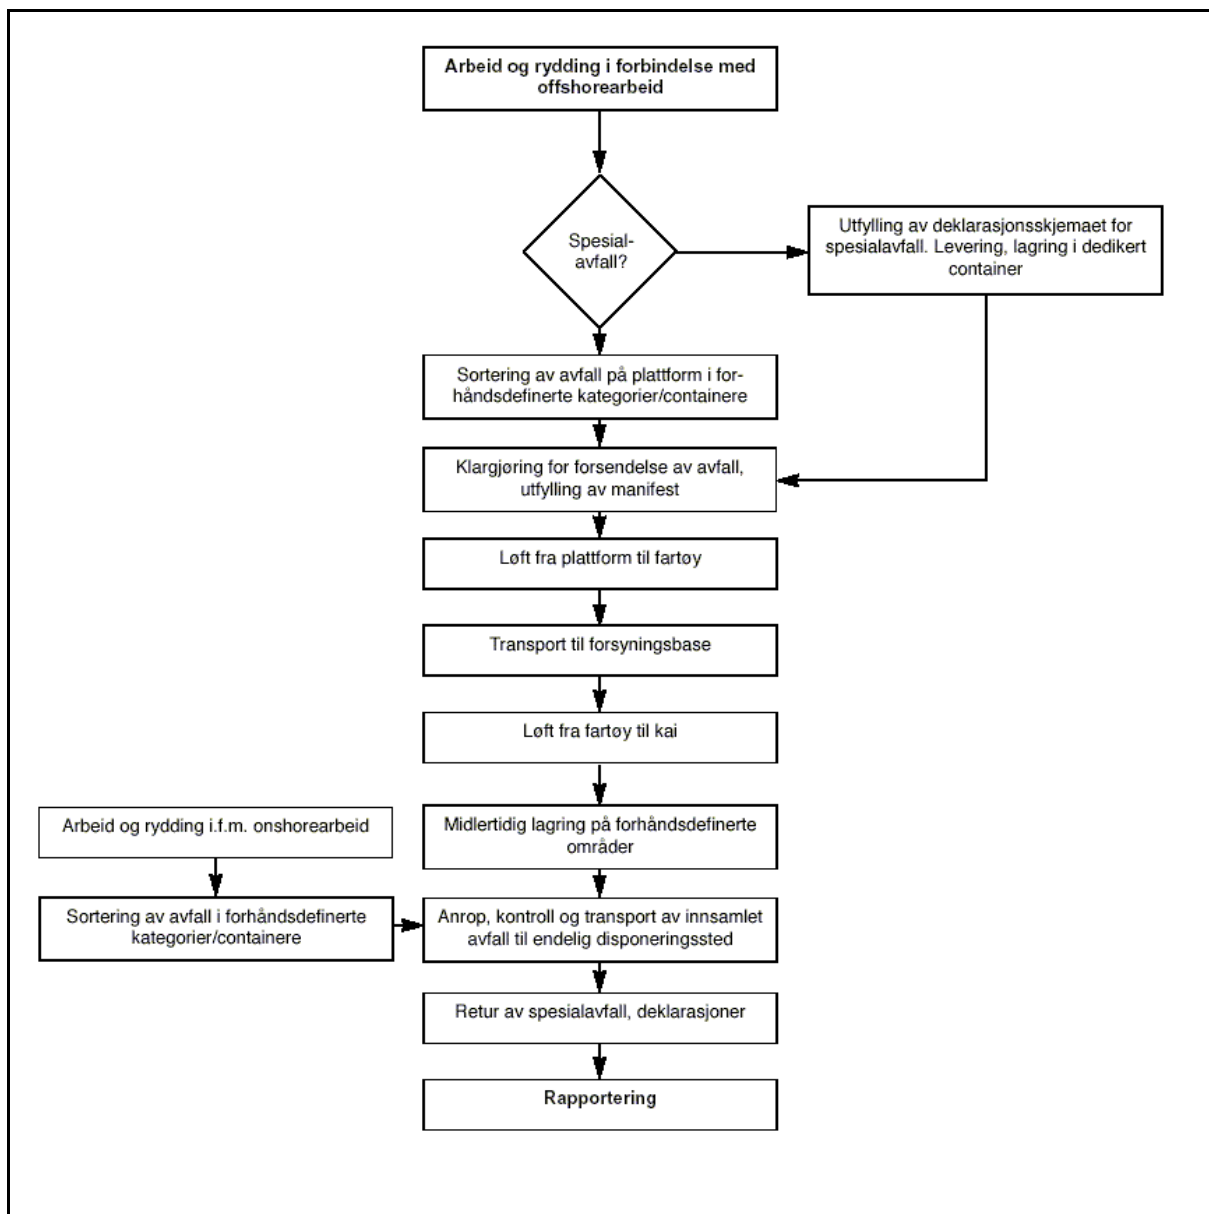 Arbeid og rydding i forbindelse med
offshorearbeid
Spesial-
avfall?
Utfylling av deklarasjonsskjemaet for
spesialavfall. Levering, lagring i dedikert
container
Sortering av avfall på plattform i for-
håndsdefinerte kategorier/containere
Klargjøring for forsendelse av avfall,
utfylling av manifest
Løft fra plattform til fartøy
Transport til forsyningsbase
Løft fra fartøy til kai
Arbeid og rydding i.f.m. onshorearbeid
Midlertidig lagring på forhåndsdefinerte
områder
Sortering av avfall i forhåndsdefinerte
kategorier/containere
Anrop, kontroll og transport av innsamlet
avfall til endelig disponeringssted
Retur av spesialavfall, deklarasjoner
Rapportering